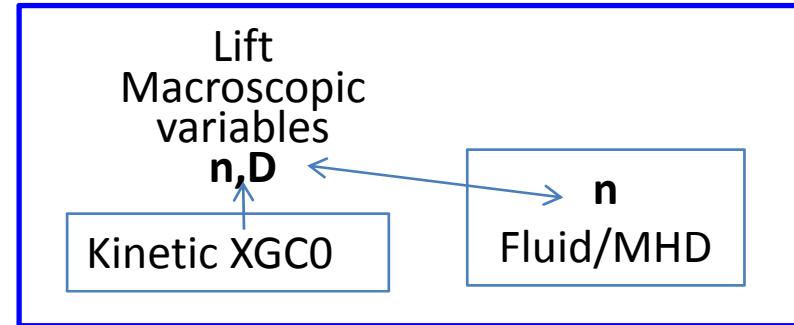 Lift
Macroscopic
variables
n,D
Kinetic XGC0
n
Fluid/MHD